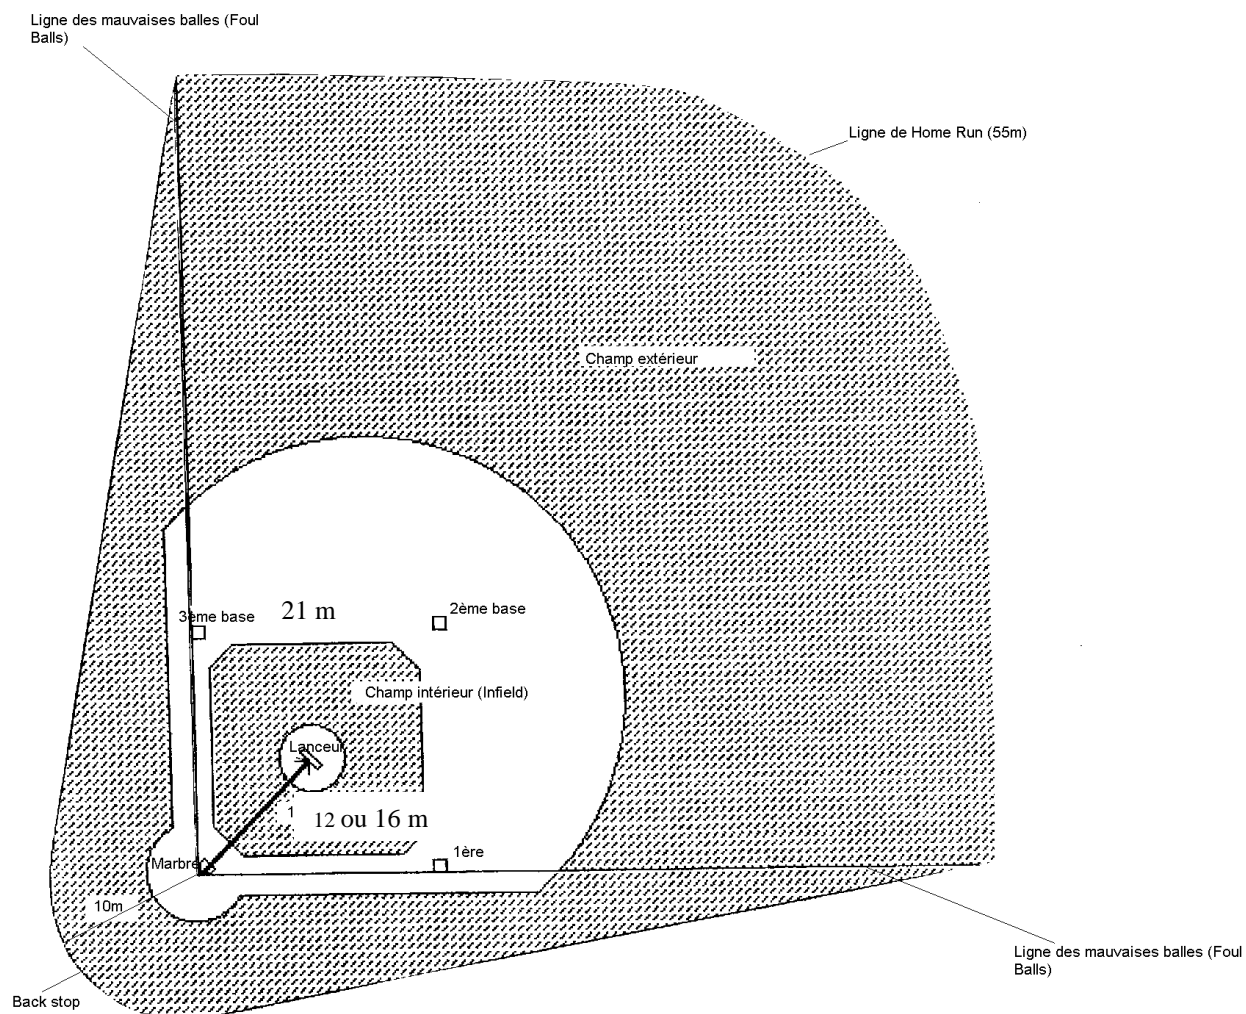 Ligne des mauvaises balles (Foul
Balls)
Ligne de Home Run (55m)
Champ extérieur
3ème base
21 m
2ème base
Champ intérieur (Infield)
Lanceur
1
12 ou 16 m
1ère
Marbre
10m
Back stop
Ligne des mauvaises balles (Foul
Balls)